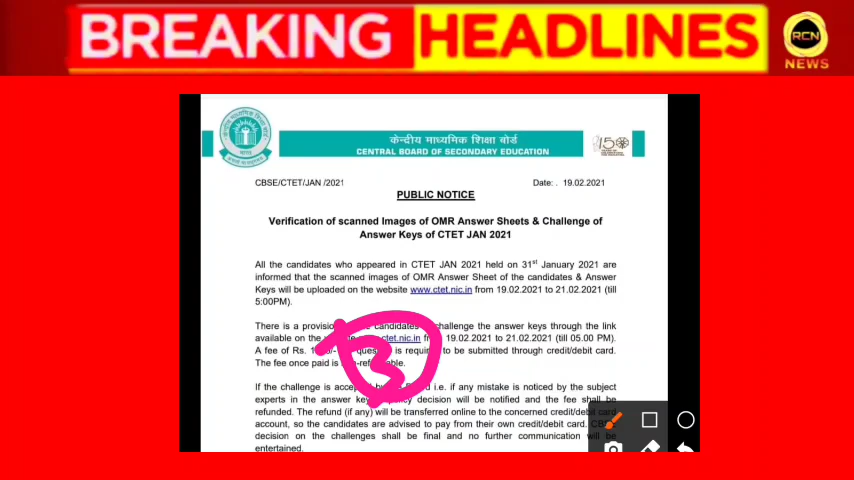 BREAKING HEADLINES
RCN
NEWS
केन्द्रीय माध्यमिक शिक्षा बोर्ड
CENTRAL BOARD OF SECONDARY EDUCATION
150
CBSE/CTET/JAN /2021 Date: . 19.02.2021
PUBLIC NOTICE
Verification of scanned Images of OMR Answer Sheets & Challenge of
Answer Keys of CTET JAN 2021
All the candidates who appeared in CTET JAN 2021 held on 31st January 2021 are
informed that the scanned images of OMR Answer Sheet of the candidates & Answer
Keys will be uploaded on the website www.ctet.nic.in from 19.02.2021 to 21.02.2021 (till
5:00PM).
There is a candidates challenge the answer keys through the link
available on the ctet.nic.in 19.02.2021 to 21.02.2021 (till 05.00 PM).
A fee of Rs. is to be submitted through credit/debit card.
The fee once paid is
3
If the challenge is i.e. if any mistake is noticed by the subject
experts in the answer decision will be notified and the fee shall be
refunded. The refund (if any) will be transferred online to the concerned credit/debit card
account, so the candidates are advised to pay from their own credit/debit card.
decision on the challenges shall be final and no further communication will be
entertained.